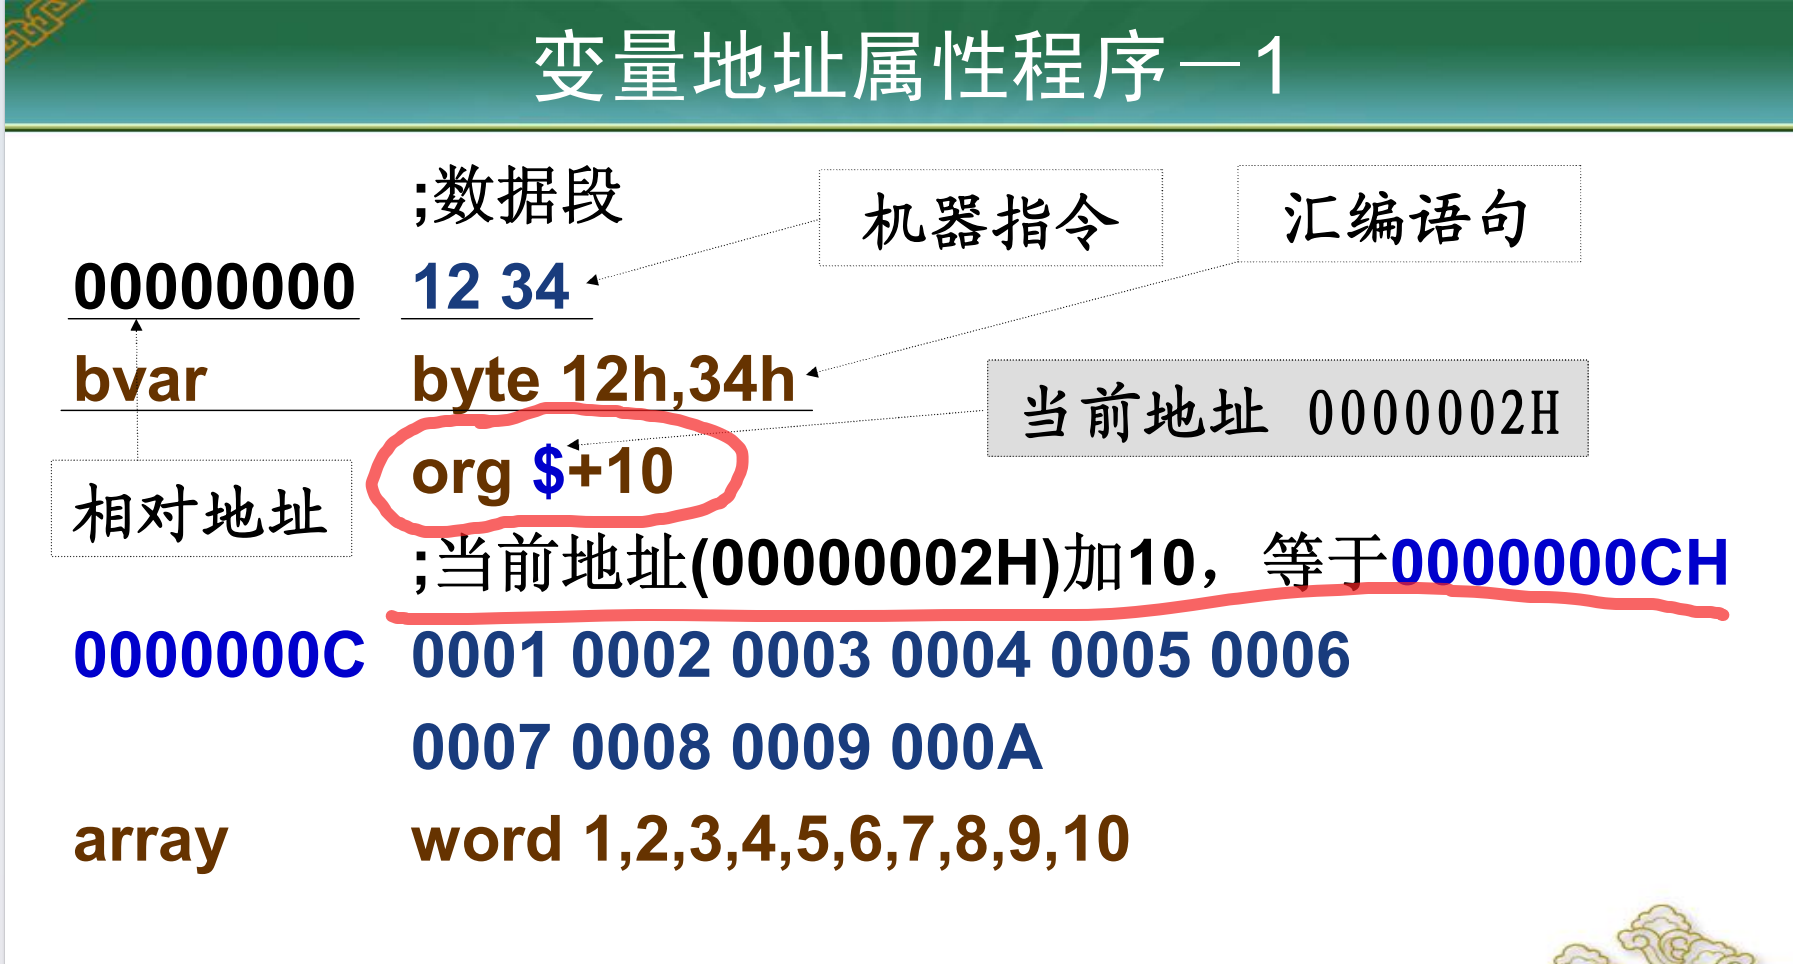 变量地址属性程序－1
;数据段
机器指令
汇编语句
00000000 12 34
bvar byte 12h,34h
当前地址 0000002H
org $+10
相对地址
;当前地址(00000002H)加10，等于0000000CH
0000000C 0001 0002 0003 0004 0005 0006
0007 0008 0009 000A
array word 1,2,3,4,5,6,7,8,9,10